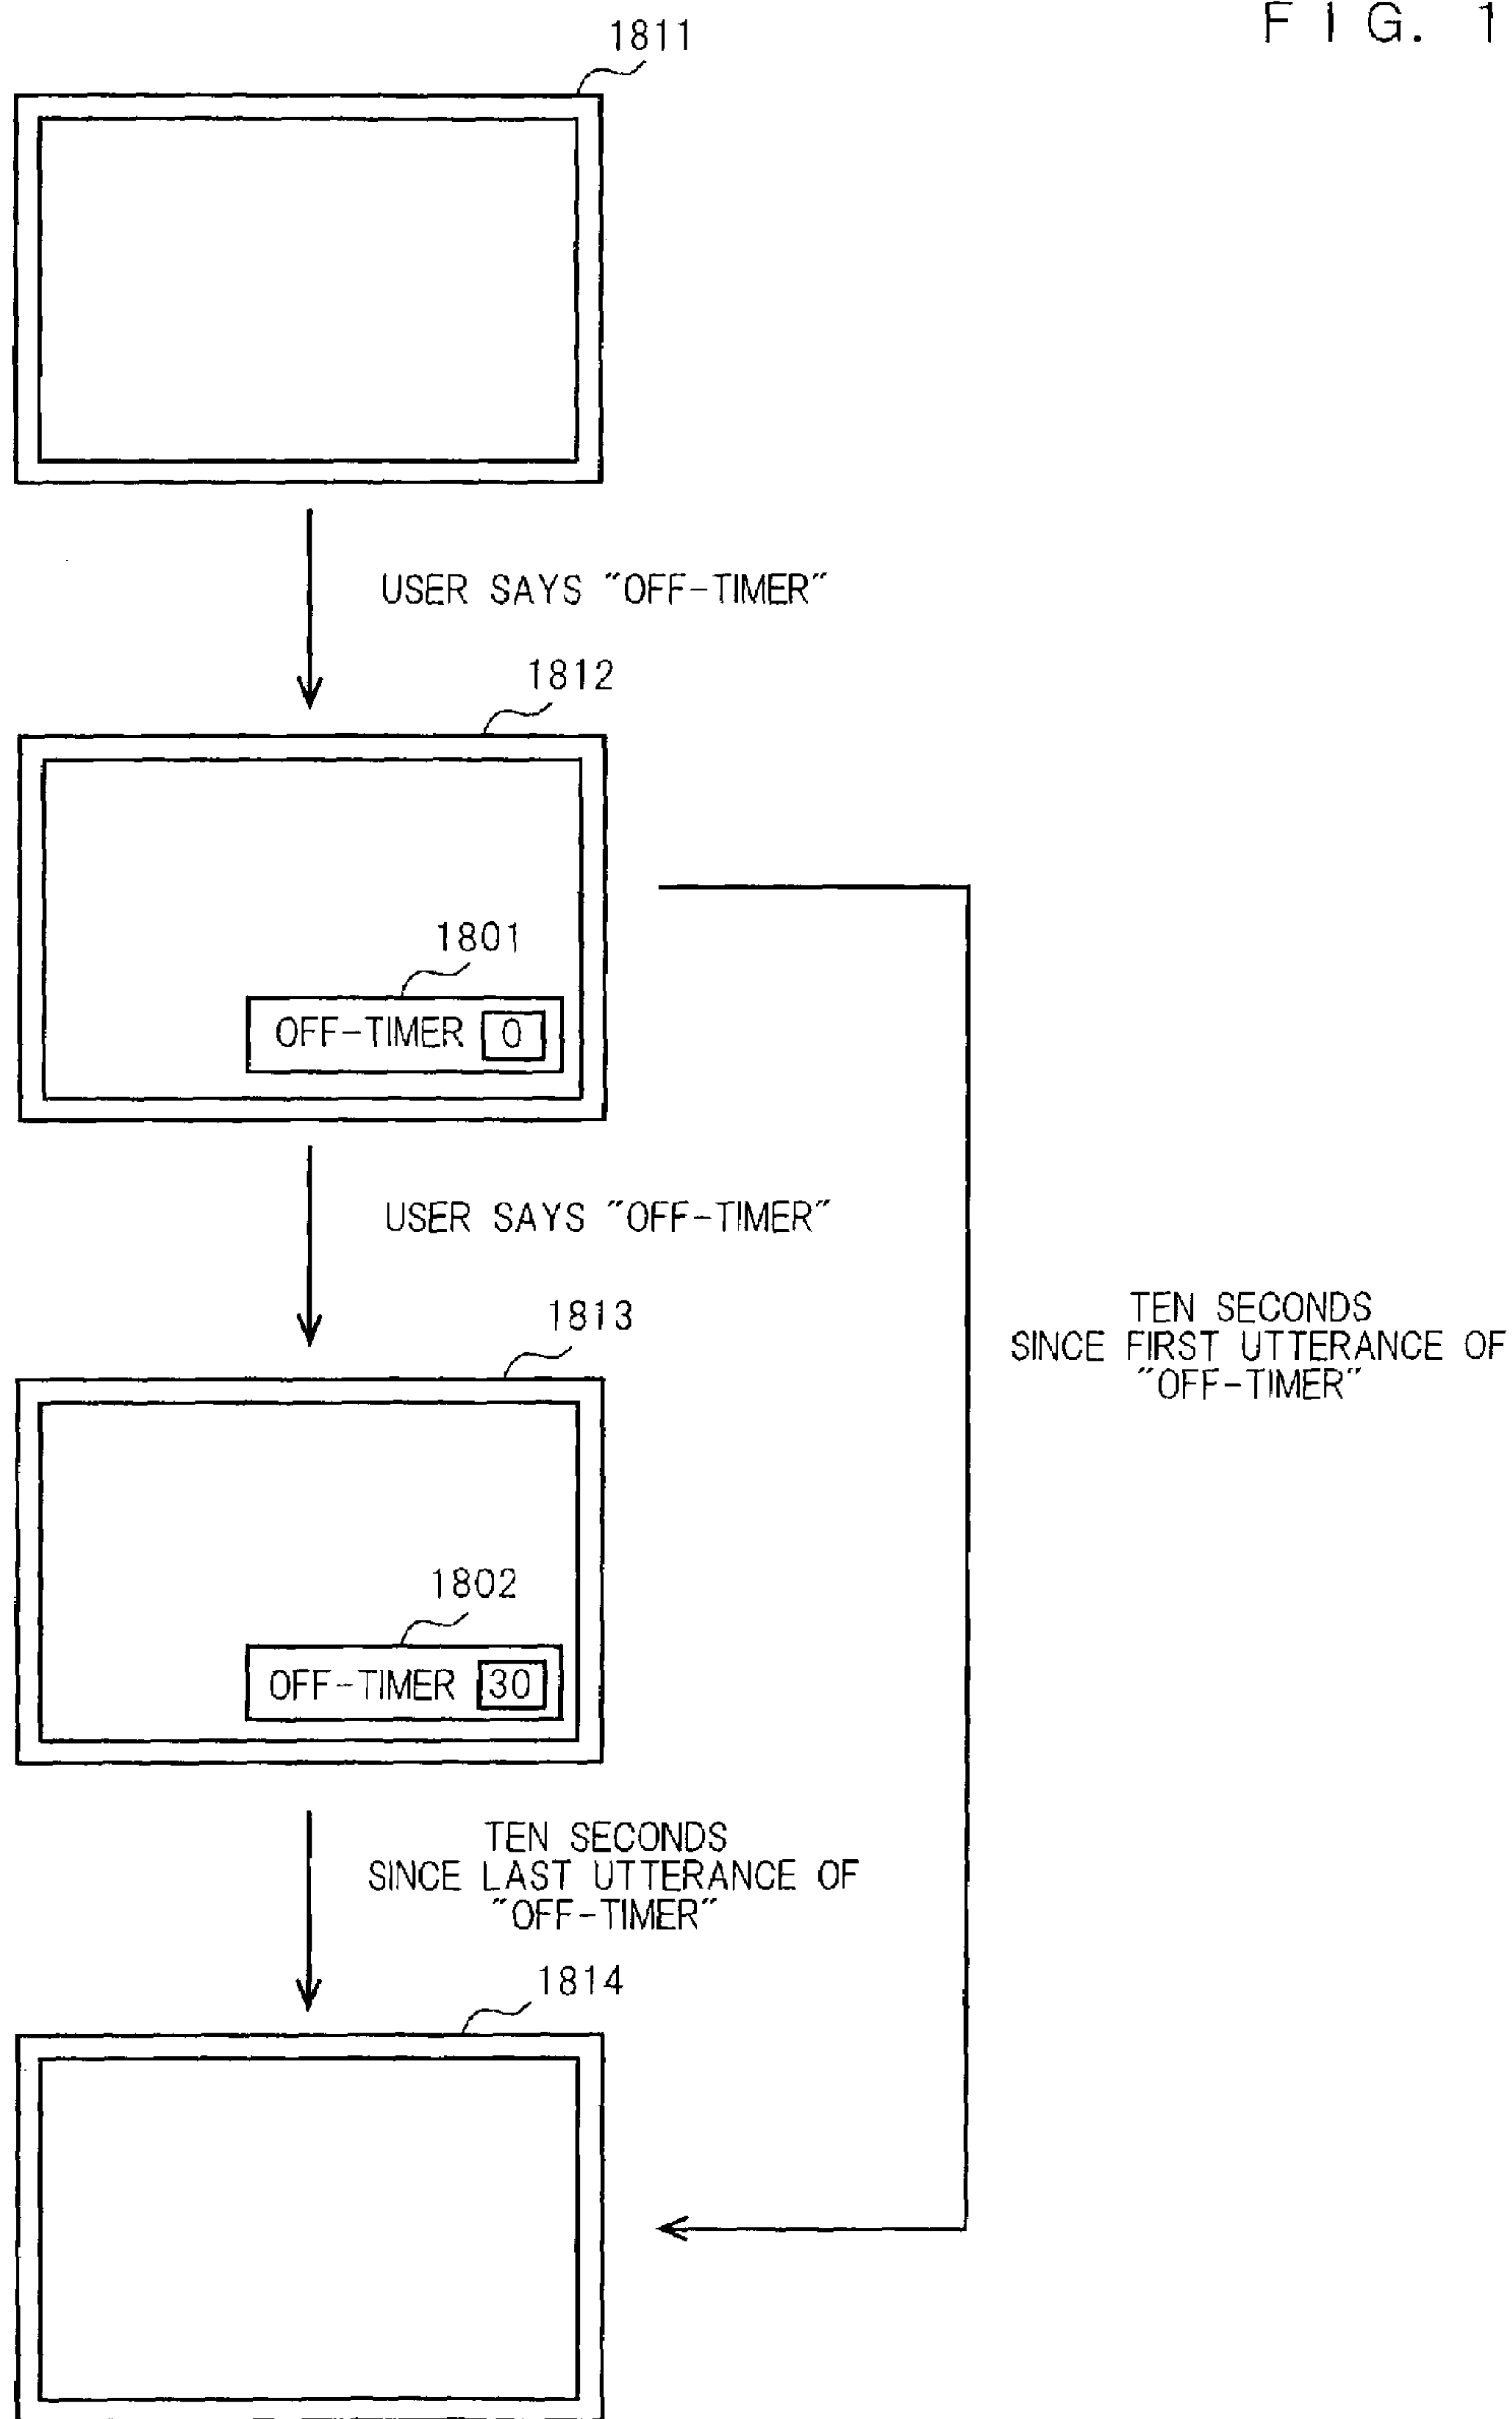 FIG. 1
1811
USER SAYS "OFF-TIMER"
1812
1801
OFF-TIMER 0
USER SAYS "OFF-TIMER"
1813
TEN SECONDS
SINCE FIRST UTTERANCE OF
"OFF-TIMER"
1802
OFF-TIMER 30
TEN SECONDS
SINCE LAST UTTERANCE OF
"OFF-TIMER"
1814